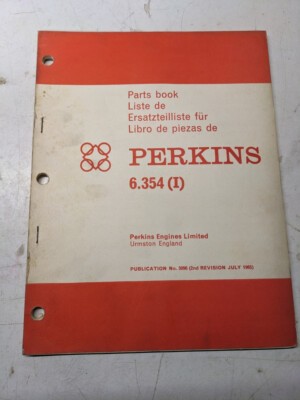 Parts book
Liste de
Ersatzteilliste für
Libro de piezas de
PERKINS
6.354 (I)
Perkins Engines Limited
Urmston England
PUBLICATION No. (2nd REVISION JULY 1965)